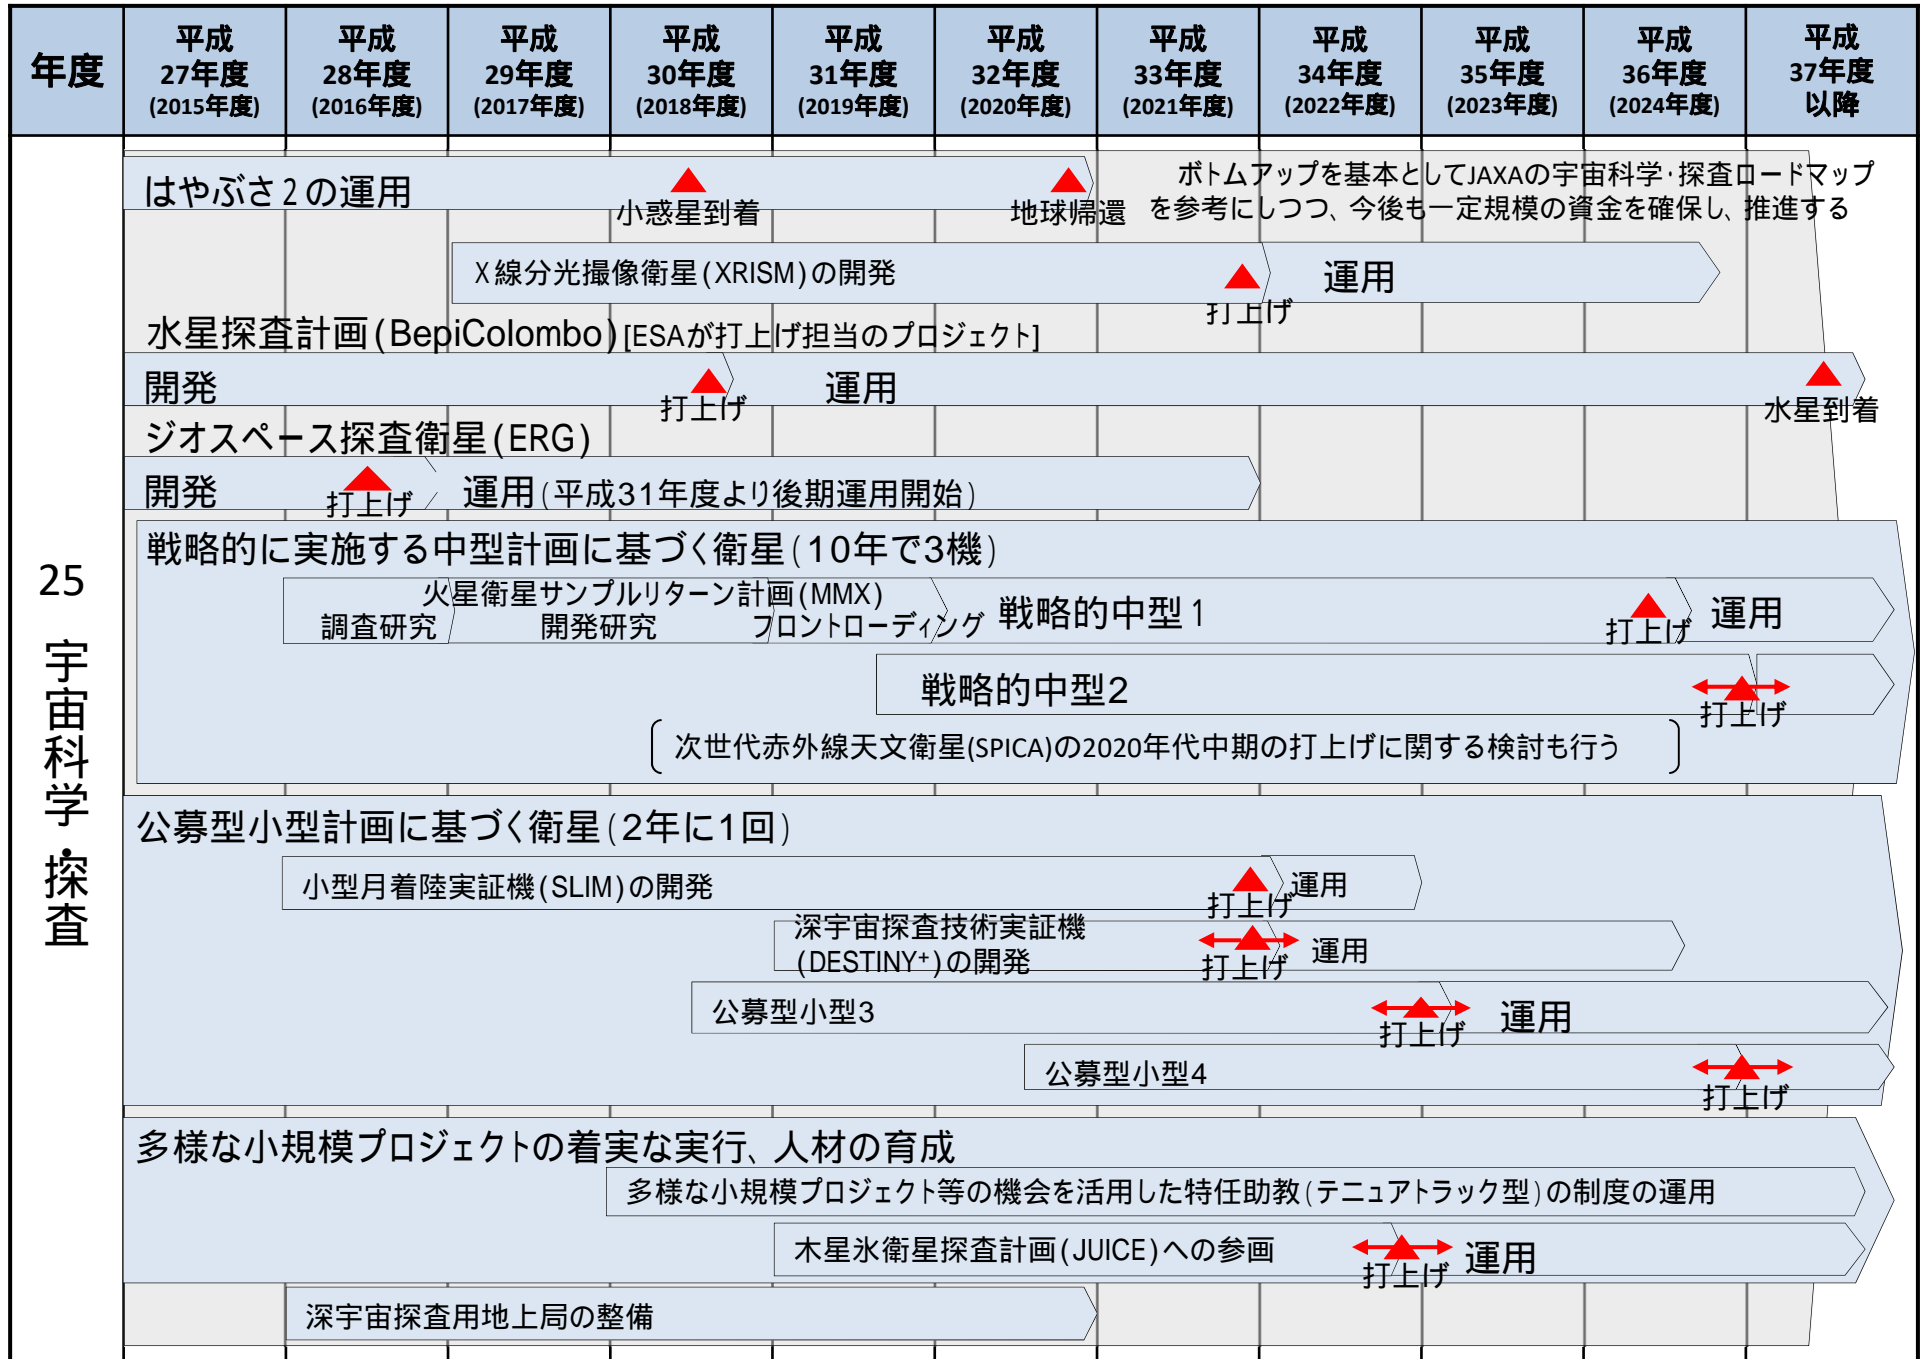 年度
平成
27年度
(2015年度)
平成
28年度
(2016年度)
平成
29年度
(2017年度)
平成
30年度
(2018年度)
平成
31年度
(2019年度)
平成
32年度
(2020年度)
平成
33年度
(2021年度)
平成
34年度
(2022年度)
平成
35年度
(2023年度)
平成
36年度
(2024年度)
平成
37年度
以降
25 宇宙科学・探査
はやぶさ2の運用
小惑星到着
地球帰還
ボトムアップを基本としてJAXAの宇宙科学・探査ロードマップ
を参考にしつつ、今後も一定規模の資金を確保し、推進する
X線分光撮像衛星(XRISM)の開発
打上げ
運用
水星探査計画(BepiColombo)[ESAが打上げ担当のプロジェクト]
開発
打上げ
運用
水星到着
ジオスペース探査衛星(ERG)
開発
打上げ
運用(平成31年度より後期運用開始)
戦略的に実施する中型計画に基づく衛星(10年で3機)
火星衛星サンプルリターン計画(MMX)
調査研究
開発研究
フロントローディング
戦略的中型1
打上げ
運用
戦略的中型2
打上げ
次世代赤外線天文衛星(SPICA)の2020年代中期の打上げに関する検討も行う
公募型小型計画に基づく衛星(2年に1回)
小型月着陸実証機(SLIM)の開発
打上げ
運用
深宇宙探査技術実証機
(DESTINY+)の開発
打上げ
運用
公募型小型3
打上げ
運用
公募型小型4
打上げ
多様な小規模プロジェクトの着実な実行、人材の育成
多様な小規模プロジェクト等の機会を活用した特任助教(テニュアトラック型)の制度の運用
木星氷衛星探査計画(JUICE)への参画
打上げ
運用
深宇宙探査用地上局の整備